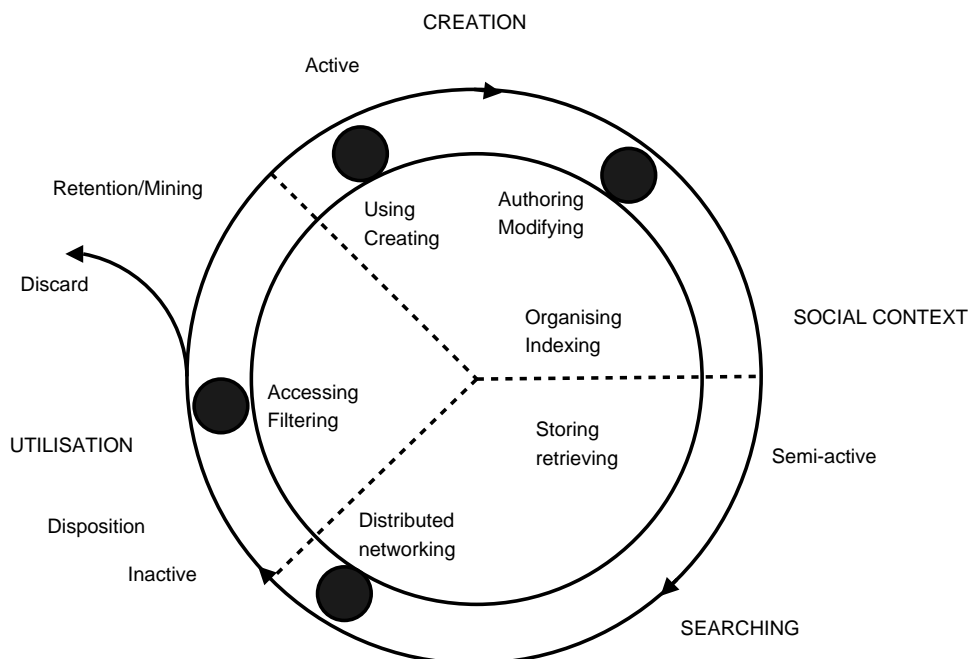 CREATION
Active
Retention/Mining
Using
Creating
Authoring
Modifying
Discard
Organising
Indexing
SOCIAL CONTEXT
Accessing
Filtering
UTILISATION
Storing
retrieving
Semi-active
Disposition
Distributed
networking
Inactive
SEARCHING